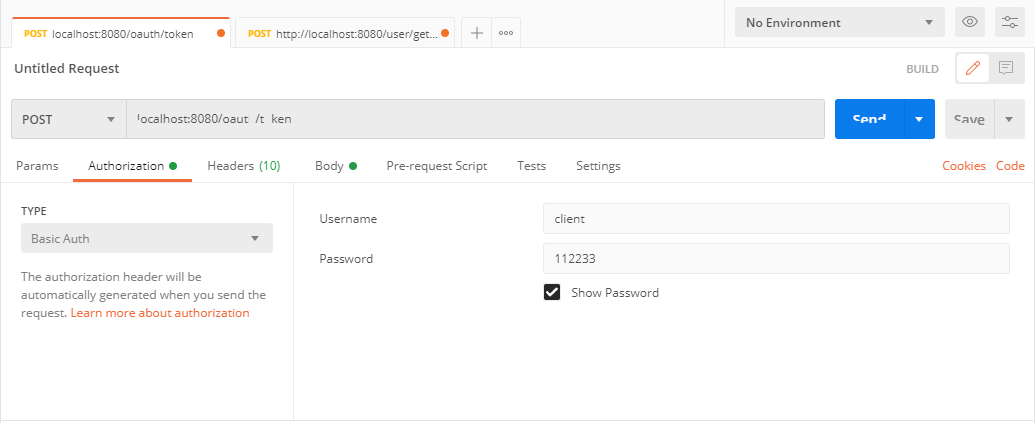 POST localhost:8080/oauth/token POST http://localhost:8080/user/get... No Environment
Untitled Request BUILD
POST localhost:8080/oaut /t ken Send Save
Params Authorization Headers (10) Body Pre-request Script Tests Settings Cookies Code
TYPE
Basic Auth
The authorization header will be
automatically generated when you send the
request. Learn more about authorization
Username client
Password 112233
Show Password